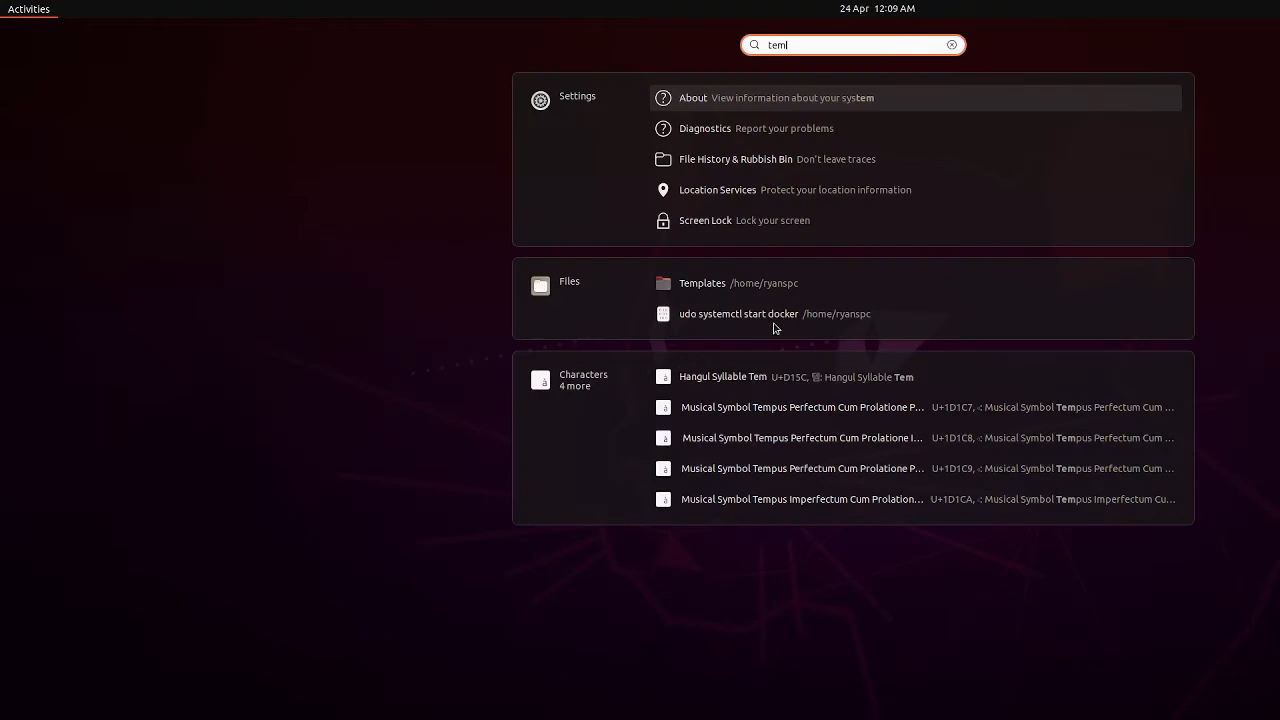 Activities
24 Apr 12:09 AM
teml
Settings
About View information about your system
Diagnostics Report your problems
File History & Rubbish Bin Don't leave traces
Location Services Protect your location information
Screen Lock Lock your screen
Files
Templates /home/ryanspc
udo systemctl start docker /home/ryanspc
Characters
4 more
Hangul Syllable Tem U+D15C, 템: Hangul Syllable Tem
Musical Symbol Tempus Perfectum Cum Prolatione P... U+1D1C7, : Musical Symbol Tempus Perfectum Cum ...
Musical Symbol Tempus Perfectum Cum Prolatione I... U+1D1C8, : Musical Symbol Tempus Perfectum Cum ...
Musical Symbol Tempus Perfectum Cum Prolatione P... U+1D1C9, : Musical Symbol Tempus Perfectum Cum ...
Musical Symbol Tempus Imperfectum Cum Prolation... U+1D1CA, : Musical Symbol Tempus Imperfectum Cu...